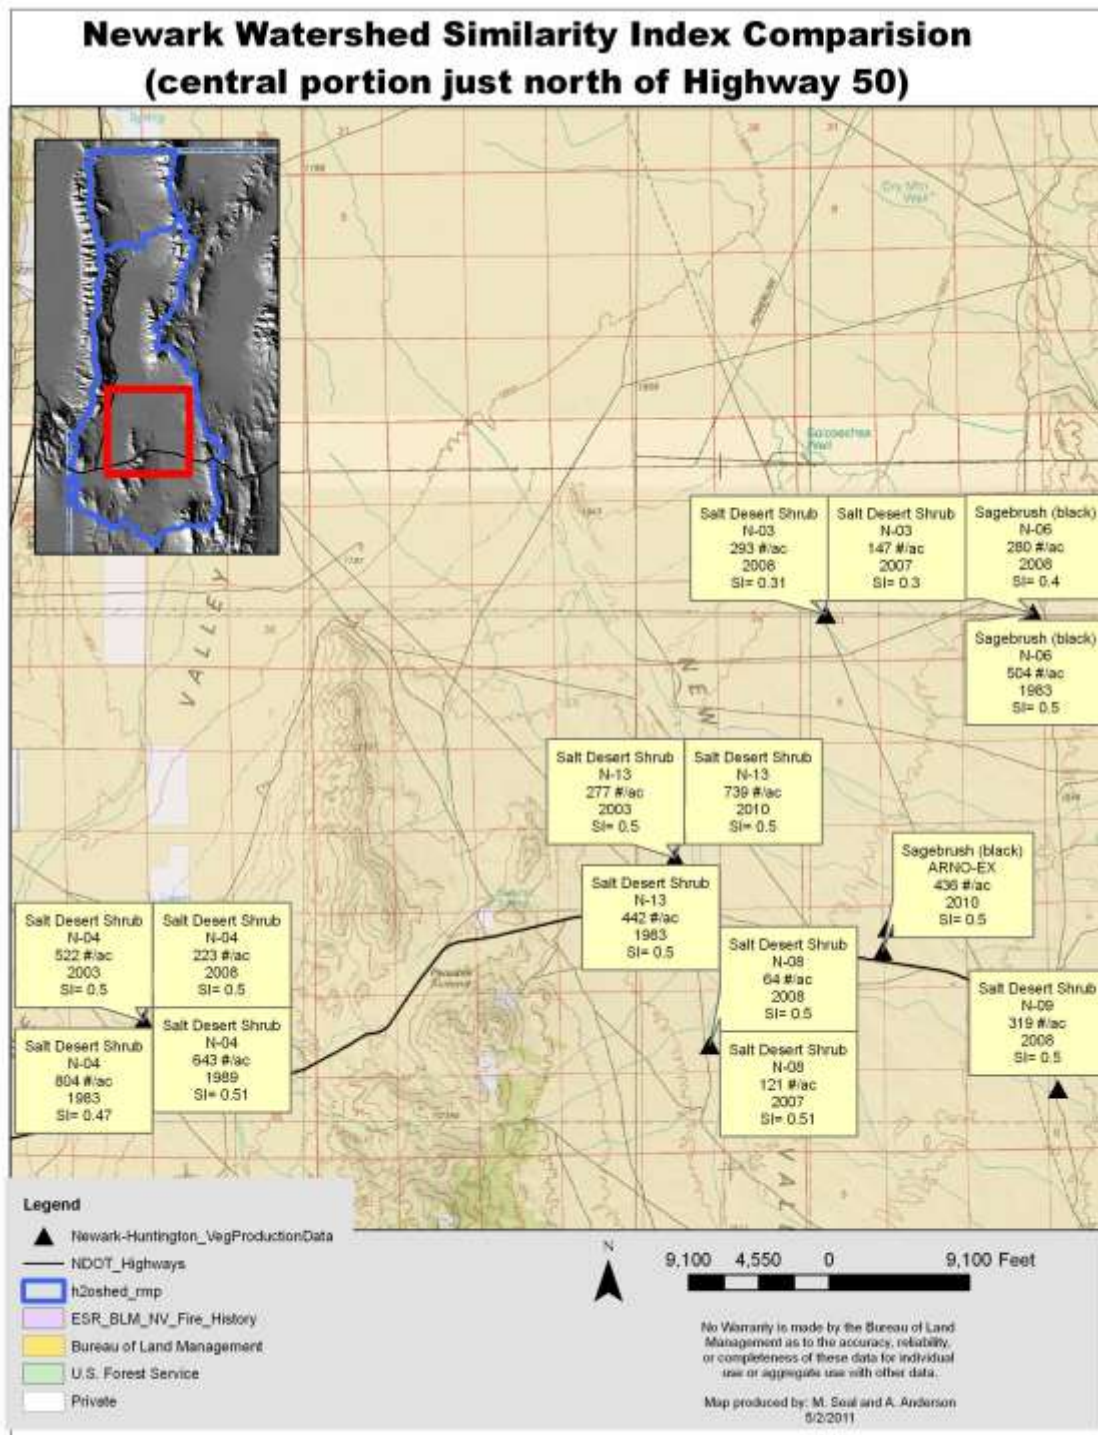 Newark Watershed Similarity Index Comparision
(central portion just north of Highway 50)
Spring
Dry Mtn
Well
Well
VALLEY
NEW
Salt Desert Shrub
N-03
293 #/ac
2008
SI= 0.31
Salt Desert Shrub
N-03
147 #/ac
2007
SI= 0.3
Sagebrush (black)
N-06
280 #/ac
2008
SI= 0.4
Sagebrush (black)
N-06
504 #/ac
1983
SI= 0.5
Salt Desert Shrub
N-13
277 #/ac
2003
SI= 0.5
Salt Desert Shrub
N-13
739 #/ac
2010
SI= 0.5
Salt Desert Shrub
N-13
442 #/ac
1983
SI= 0.5
Sagebrush (black)
ARNO-EX
436 #/ac
2010
SI= 0.5
Salt Desert Shrub
N-04
522 #/ac
2003
SI= 0.5
Salt Desert Shrub
N-04
223 #/ac
2008
SI= 0.5
Salt Desert Shrub
N-04
804 #/ac
1983
SI= 0.47
Salt Desert Shrub
N-04
643 #/ac
1989
SI= 0.51
Salt Desert Shrub
N-08
64 #/ac
2008
SI= 0.5
Salt Desert Shrub
N-08
121 #/ac
2007
SI= 0.51
Salt Desert Shrub
N-09
319 #/ac
2008
SI= 0.5
Summit
VALL
Legend
Newark-Huntington_VegProductionData
NDOT_Highways
h2oshed_rmp
ESR_BLM_NV_Fire_History
Bureau of Land Management
U.S. Forest Service
Private
N
9,100 4,550 0 9,100 Feet
No Warranty is made by the Bureau of Land
Management as to the accuracy, reliability,
or completeness of these data for individual
use or aggregate use with other data.
Map produced by: M. Seal and A. Anderson
5/2/2011